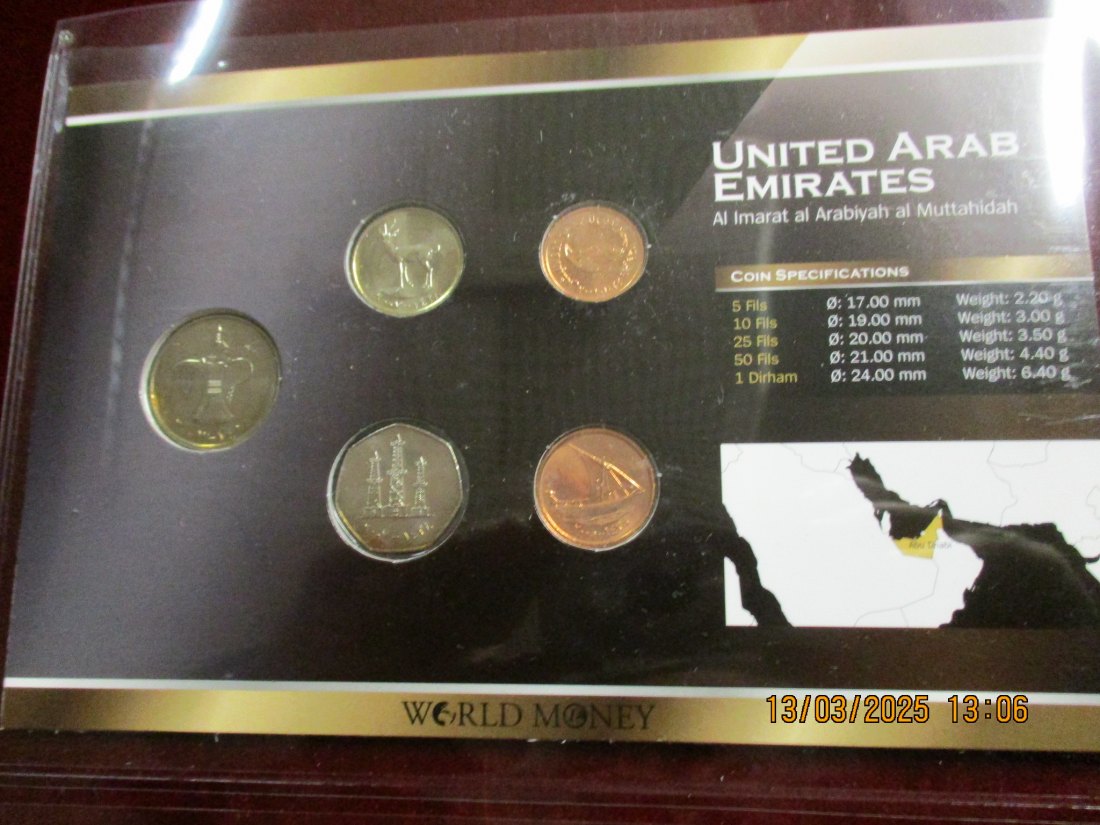 UNITED ARAB
EMIRATES
Al Imarat al Arabiyah al Muttahidah
COIN SPECIFICATIONS
5 Fils Ø: 17.00 mm Weight: 2.20 g
10 Fils Ø: 19.00 mm Weight: 3.00 g
25 Fils Ø: 20.00 mm Weight: 3.50 g
50 Fils Ø: 21.00 mm Weight: 4.40 g
1 Dirham Ø: 24.00 mm Weight: 6.40 g
Abu Dhabi
WORLD MONEY
13/03/2025 13:06